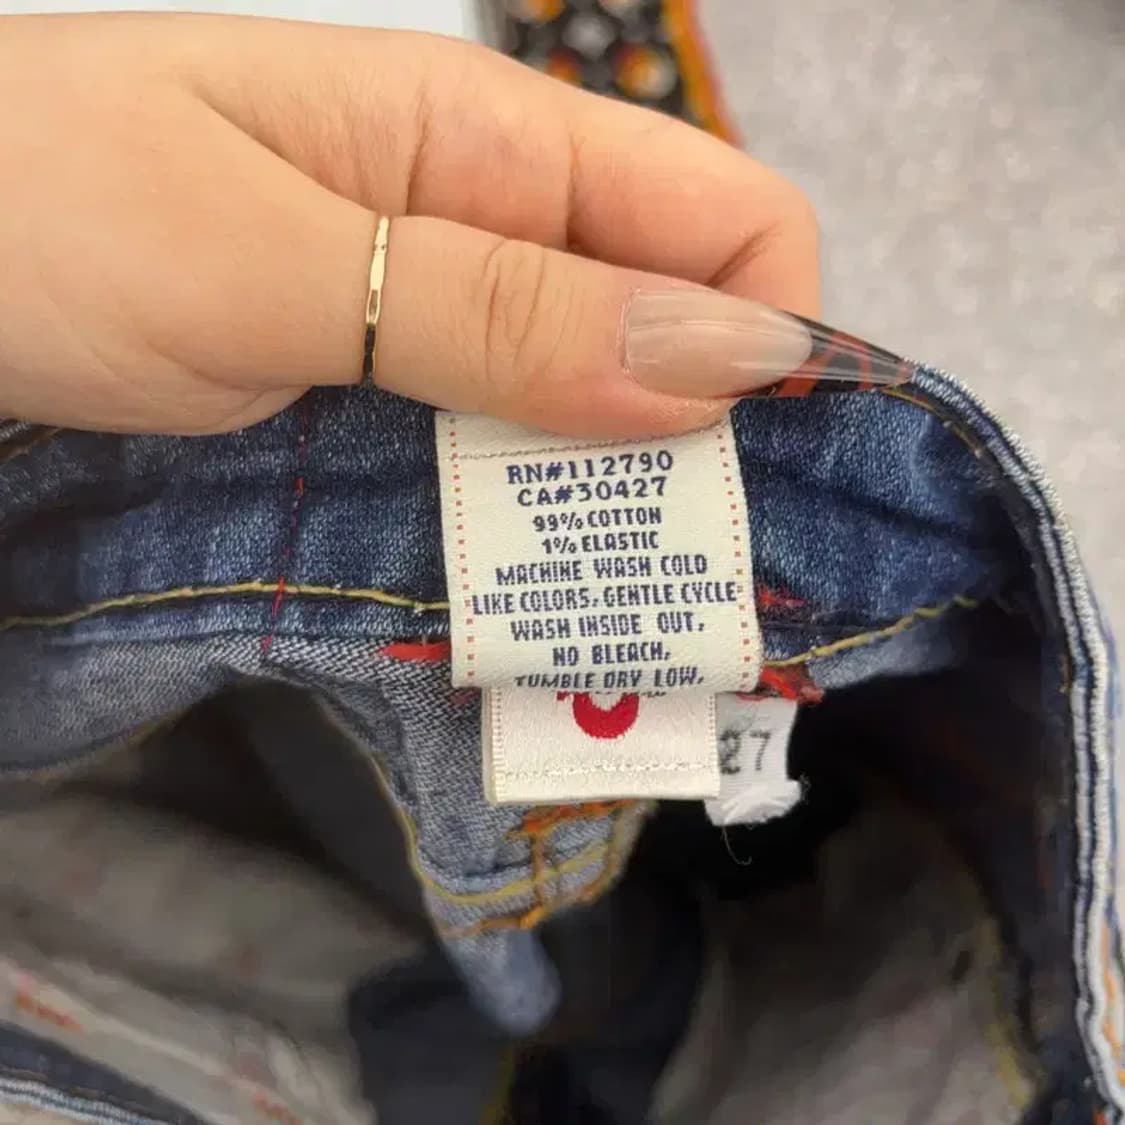 RN#112790
CA#30427
99% COTTON
1% ELASTIC
MACHINE WASH COLD
LIKE COLORS, GENTLE CYCLE
WASH INSIDE OUT,
NO BLEACH,
TUMBLE DRY LOW,
27